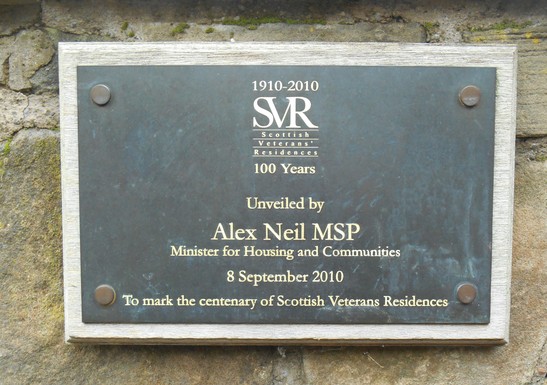 1910-2010
SVR
Scottish
Veterans'
Residences
100 Years
Unveiled by
Alex Neil MSP
Minister for Housing and Communities
8 September 2010
To mark the centenary of Scottish Veterans Residences